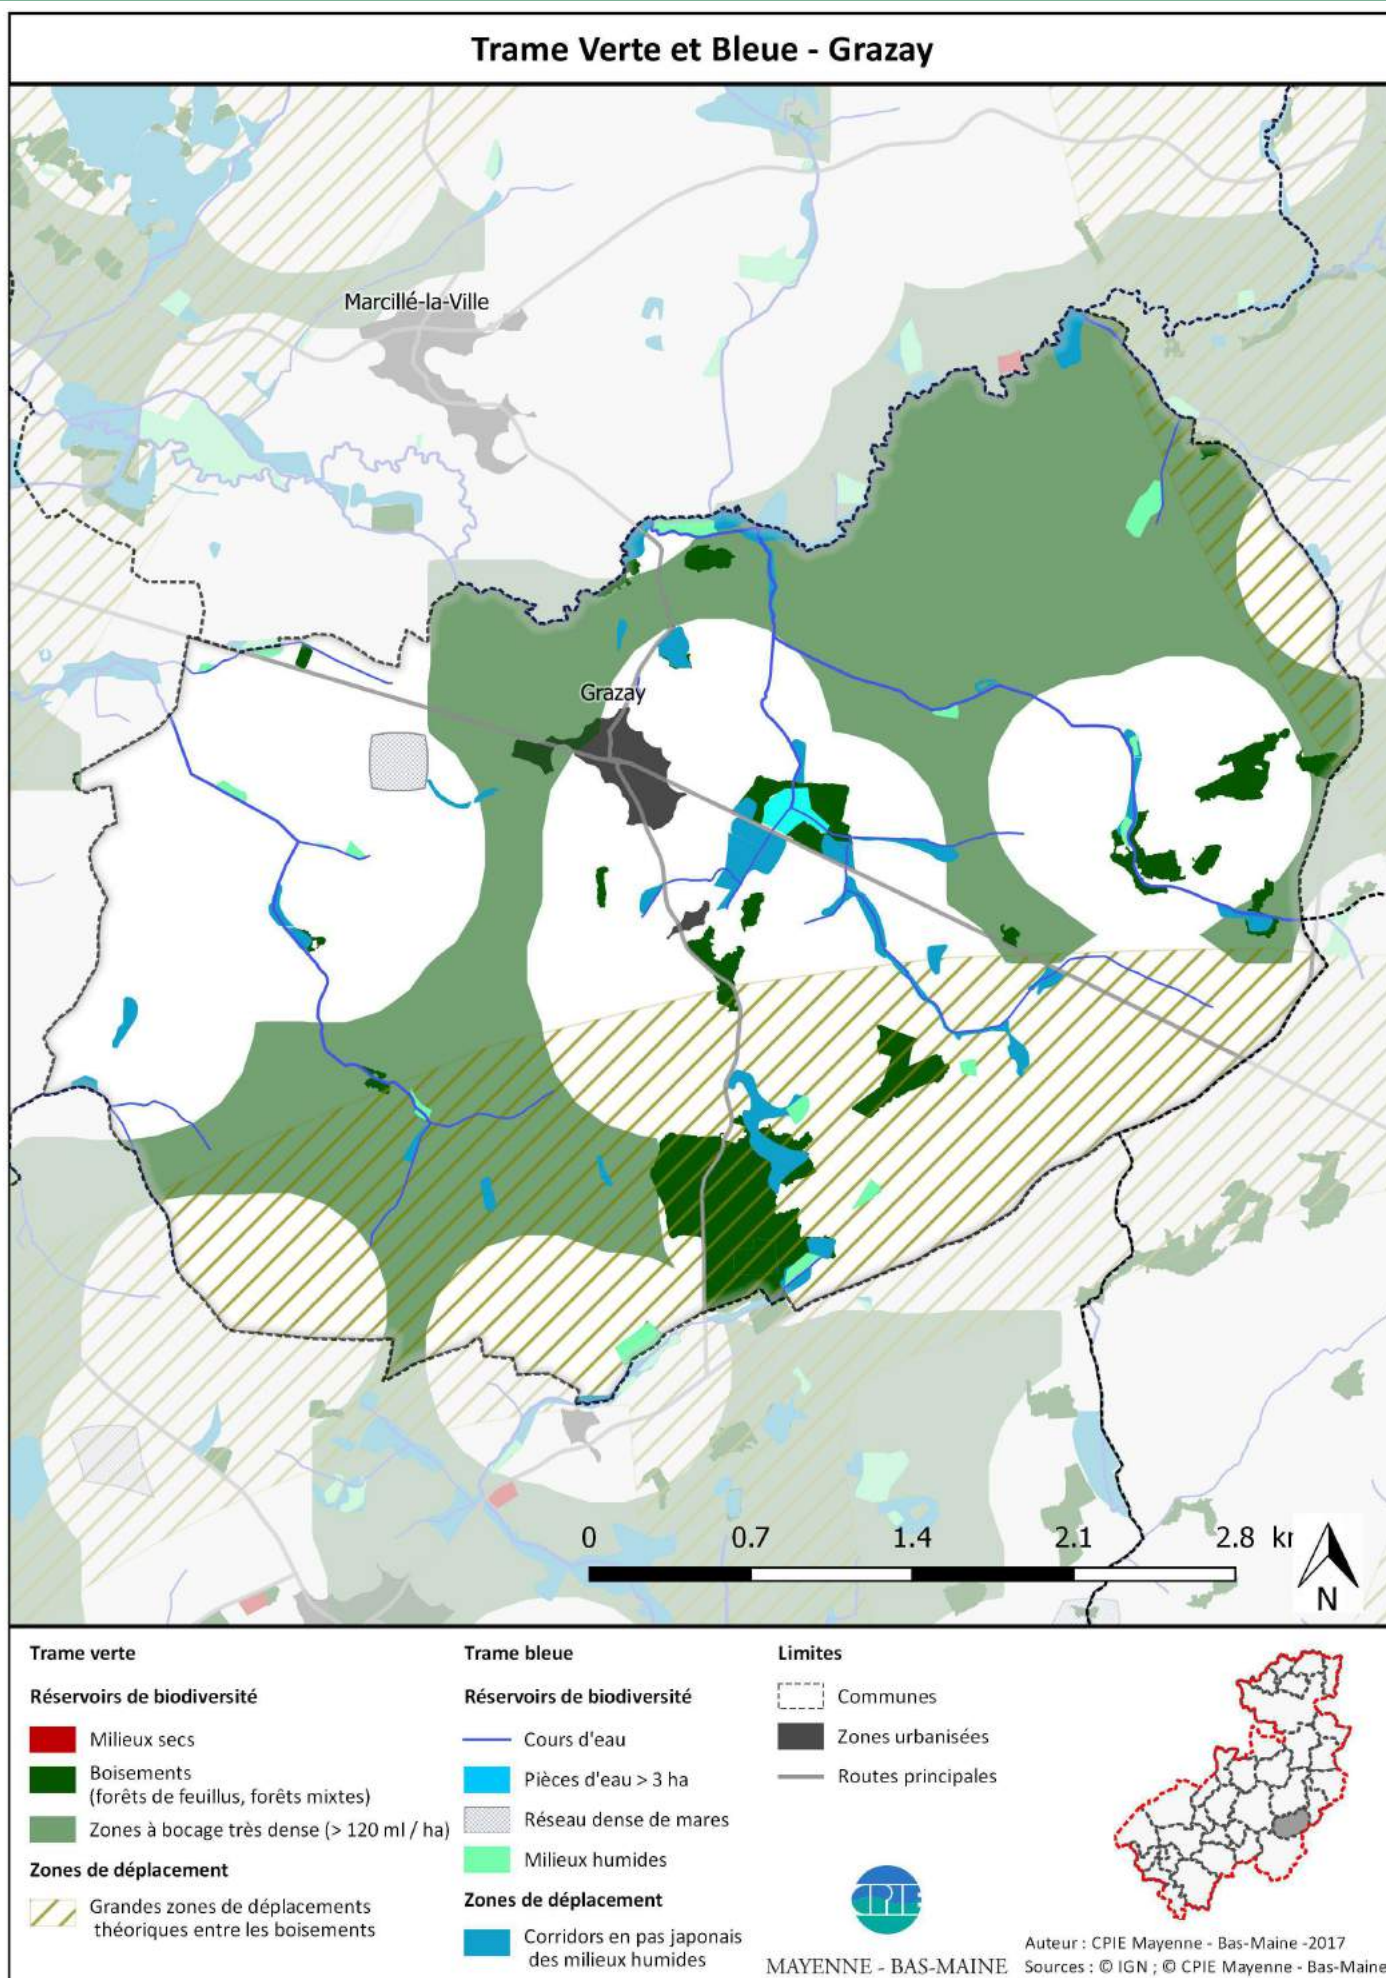 Trame Verte et Bleue - Grazay
Marcillé-la-Ville
Grazay
0 0.7 1.4 2.1 2.8 kr
N
Trame verte
Réservoirs de biodiversité
Milieux secs
Boisements
(forêts de feuillus, forêts mixtes)
Zones à bocage très dense (> 120 ml / ha)
Zones de déplacement
Grandes zones de déplacements
théoriques entre les boisements
Trame bleue
Réservoirs de biodiversité
Cours d'eau
Pièces d'eau > 3 ha
Réseau dense de mares
Milieux humides
Zones de déplacement
Corridors en pas japonais
des milieux humides
Limites
Communes
Zones urbanisées
Routes principales
CPIE
MAYENNE - BAS-MAINE
Auteur : CPIE Mayenne - Bas-Maine -2017
Sources : © IGN ; © CPIE Mayenne - Bas-Maine